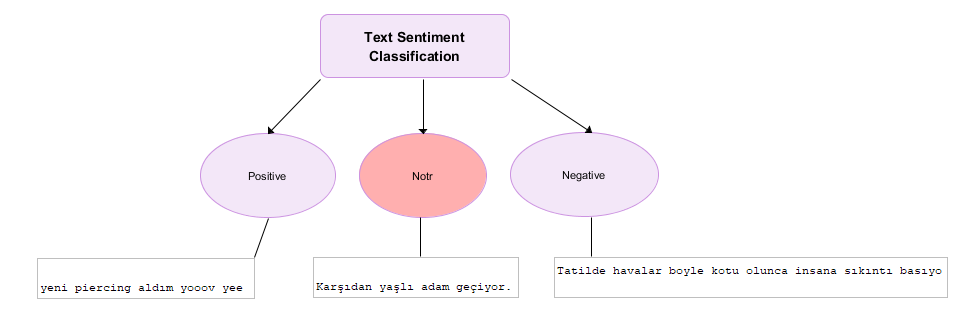 Text Sentiment
Classification
Positive
Notr
Negative
yeni piercing aldım yooov yee
Karşıdan yaşlı adam geçiyor.
Tatilde havalar boyle kotu olunca insana sıkıntı basıyo